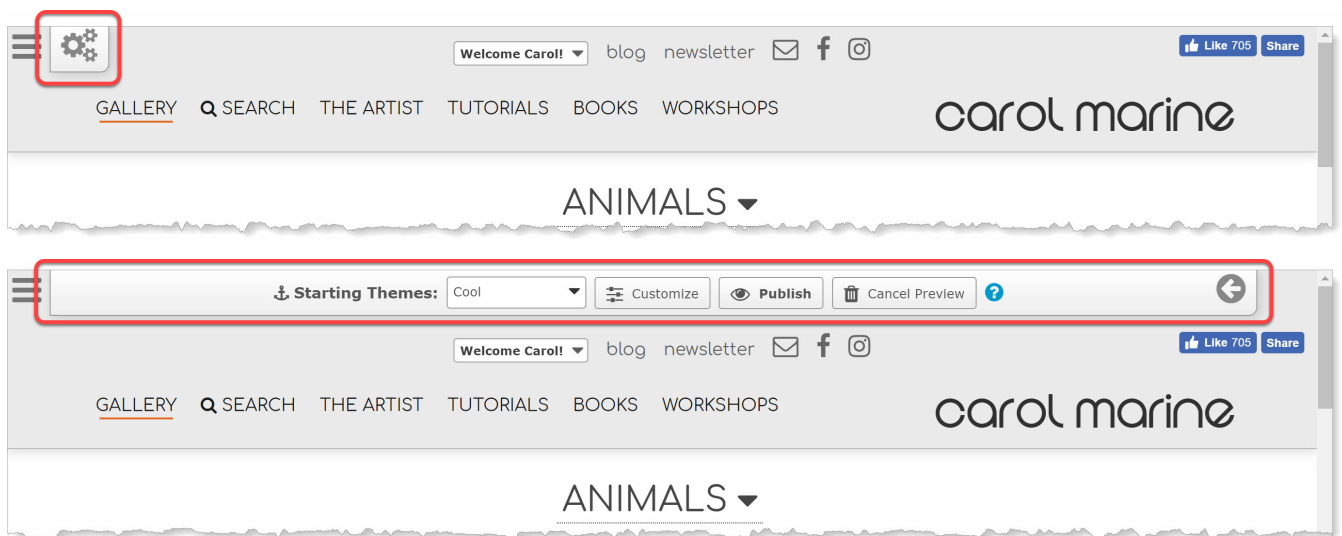 Welcome Carol! blog newsletter Like 705 Share
GALLERY SEARCH THE ARTIST TUTORIALS BOOKS WORKSHOPS carol marine
ANIMALS
Starting Themes: Cool Customize Publish Cancel Preview ?
Welcome Carol! blog newsletter Like 705 Share
GALLERY SEARCH THE ARTIST TUTORIALS BOOKS WORKSHOPS carol marine
ANIMALS